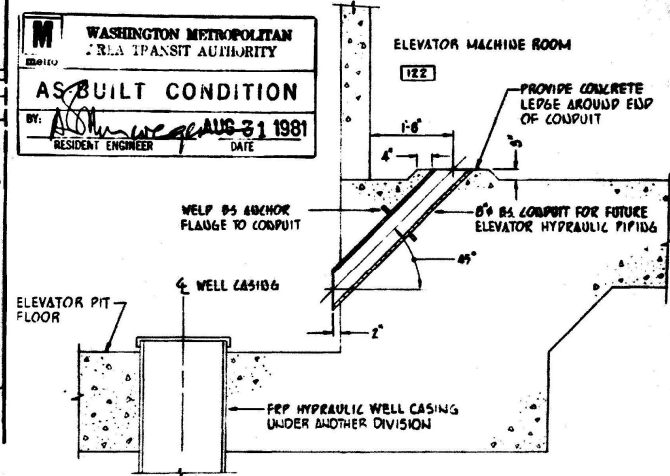 M
metro
WASHINGTON METROPOLITAN
AREA TRANSIT AUTHORITY
AS BUILT CONDITION
BY:
AUG 31 1981
RESIDENT ENGINEER
DATE
ELEVATOR MACHINE ROOM
122
PROVIDE CONCRETE
LEDGE AROUND END
OF CONDUIT
1'-6"
4"
3"
WELD B.S. ANCHOR
FLANGE TO CONDUIT
8"ϕ B.S. CONDUIT FOR FUTURE
ELEVATOR HYDRAULIC PIPING
45°
℄ WELL CASING
ELEVATOR PIT
FLOOR
2"
FRP HYDRAULIC WELL CASING
UNDER ANOTHER DIVISION